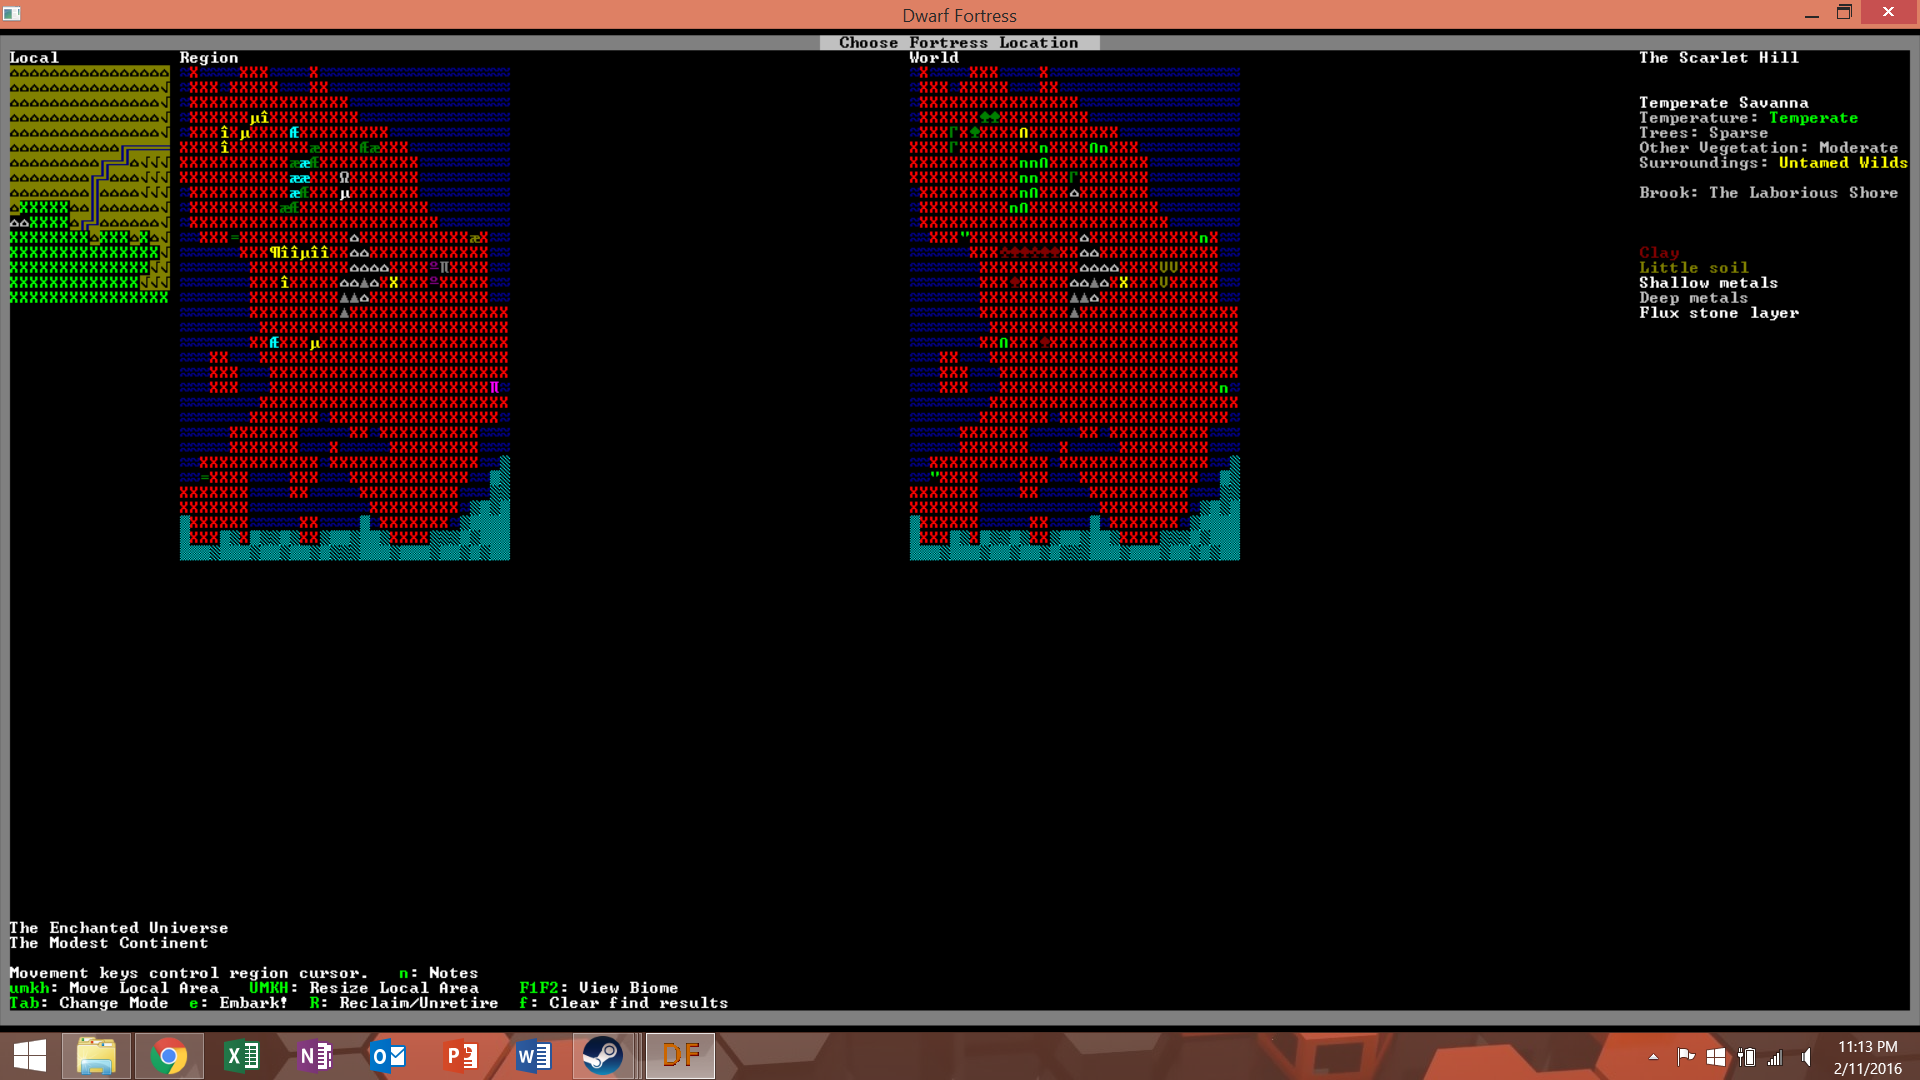 Dwarf Fortress
Choose Fortress Location
Local
Region
World
The Scarlet Hill
Temperate Savanna
Temperature: Temperate
Trees: Sparse
Other Vegetation: Moderate
Surroundings: Untamed Wilds
Brook: The Laborious Shore
Clay
Little soil
Shallow metals
Deep metals
Flux stone layer
The Enchanted Universe
The Modest Continent
Movement keys control region cursor. n: Notes
umkh: Move Local Area UMKH: Resize Local Area F1F2: View Biome
Tab: Change Mode e: Embark! R: Reclaim/Unretire f: Clear find results
DF
11:13 PM
2/11/2016